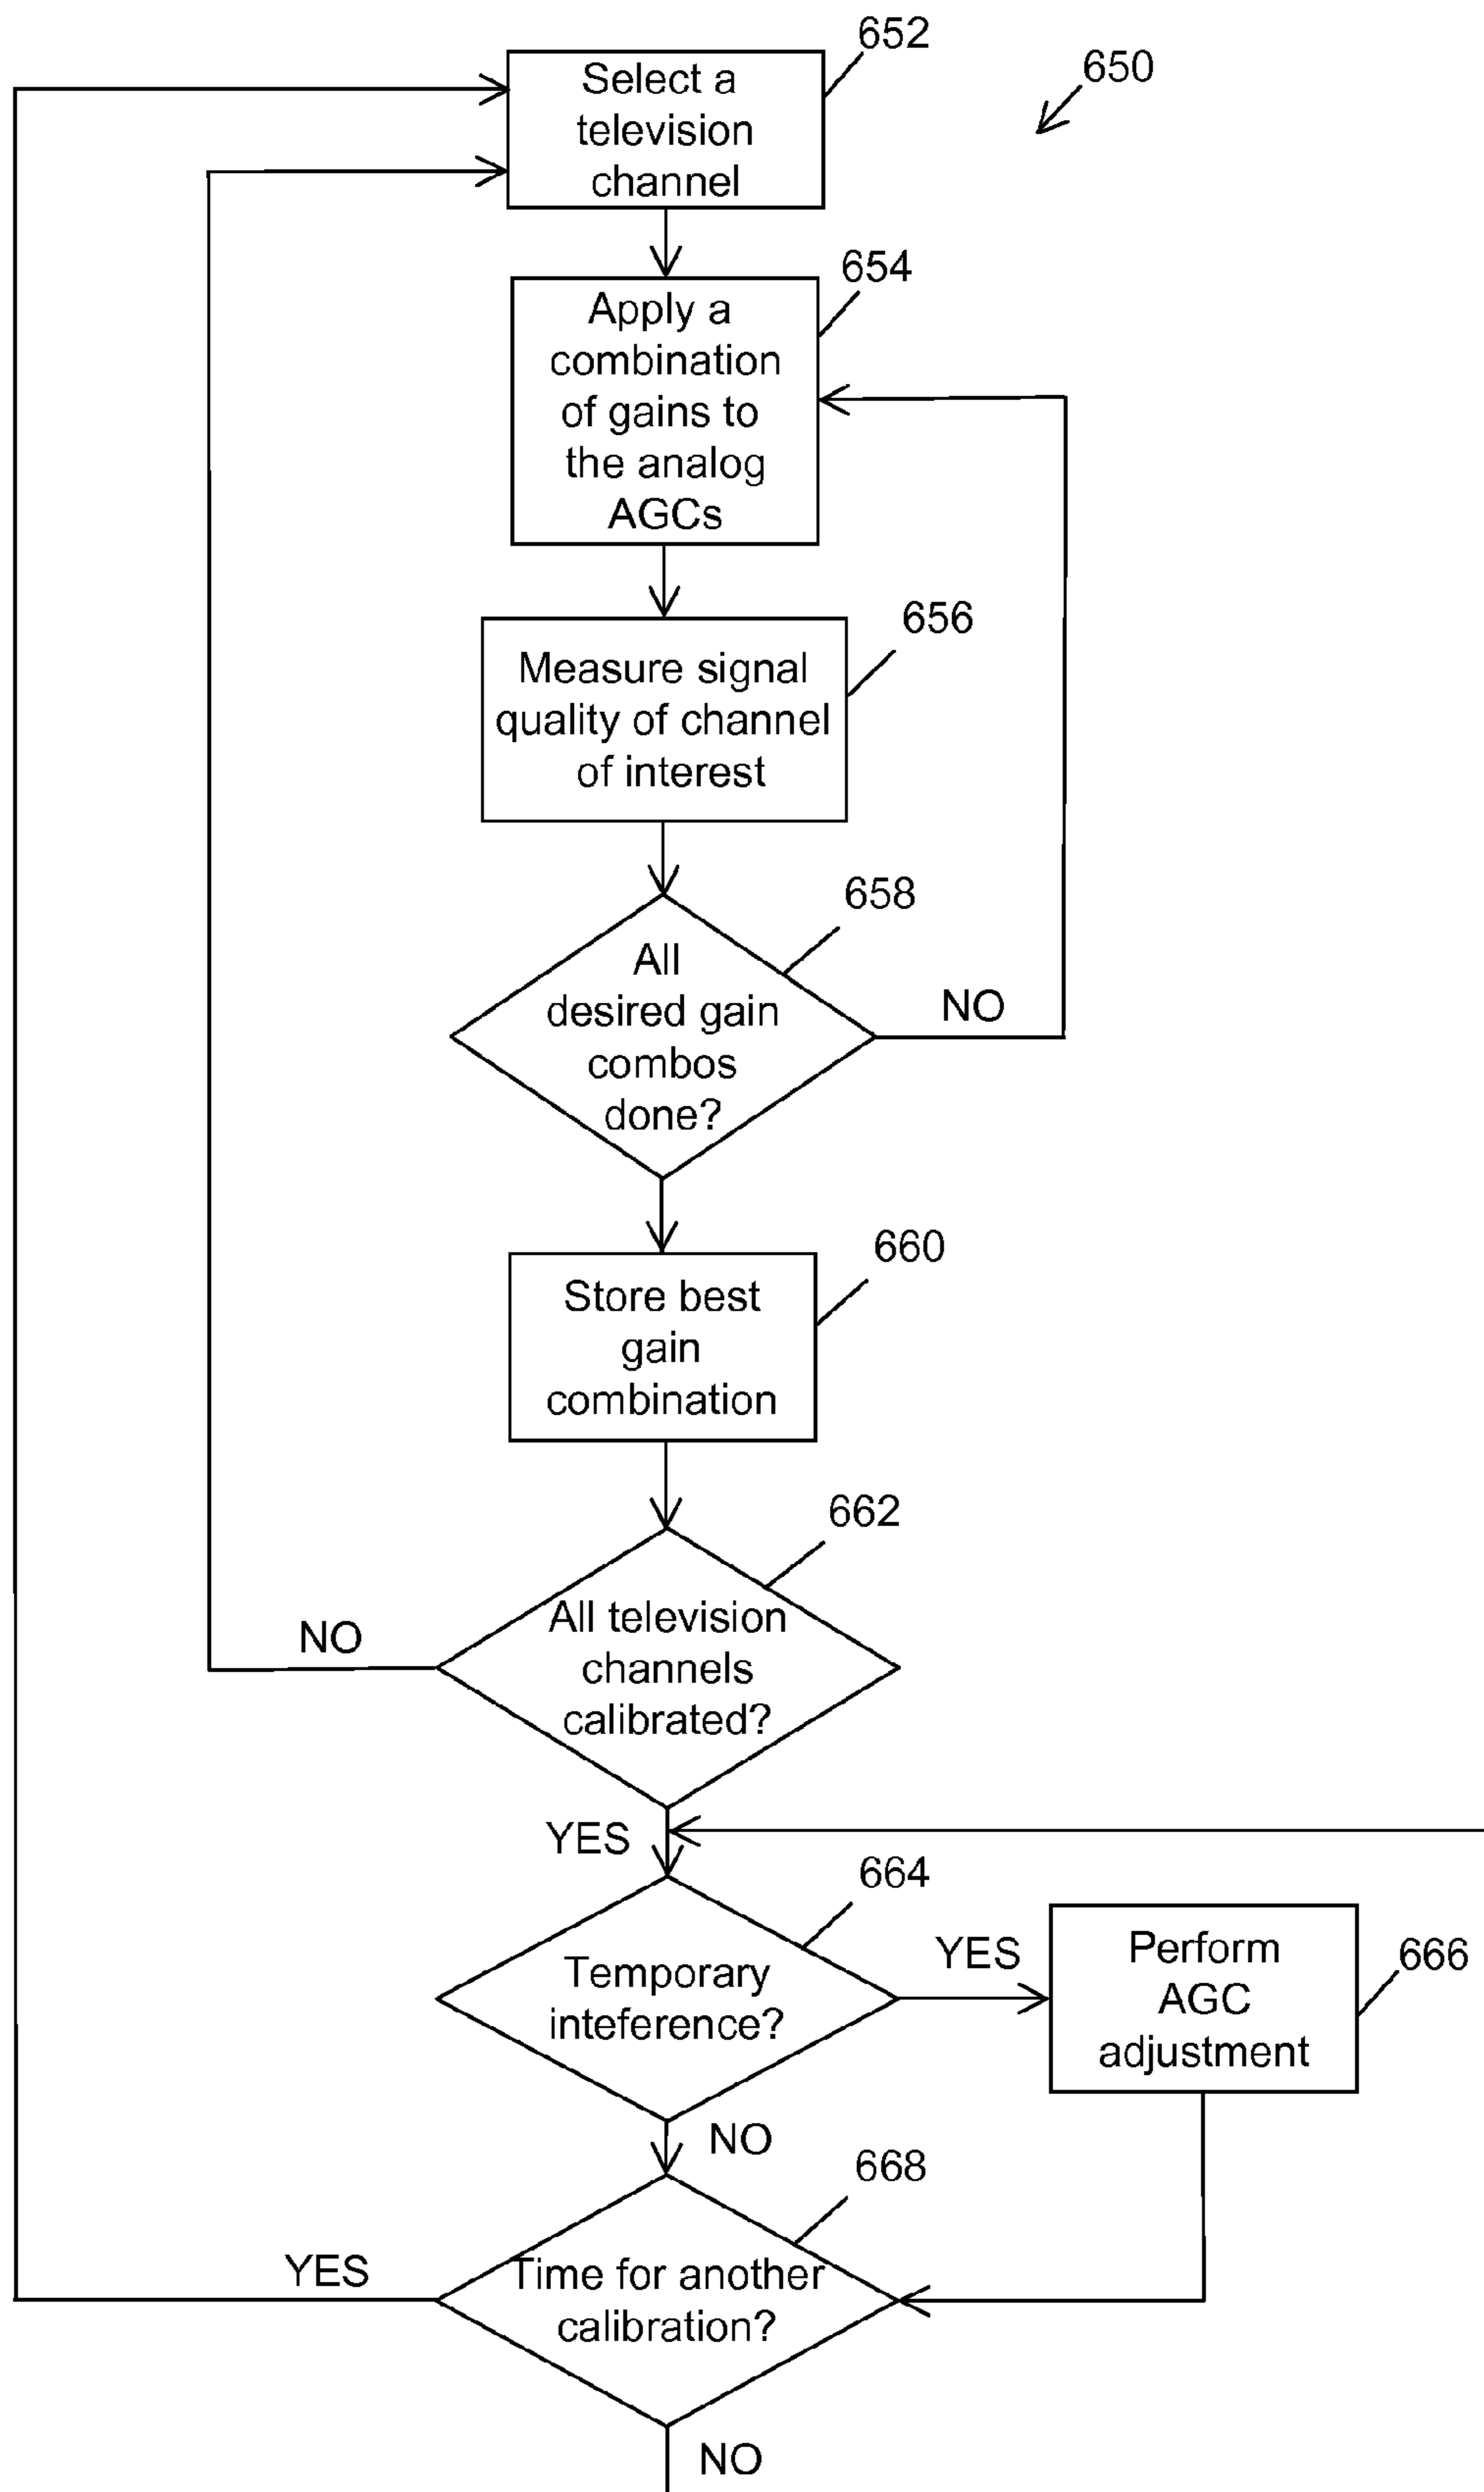 652
Select a
television
channel
650
654
Apply a
combination
of gains to
the analog
AGCs
656
Measure signal
quality of channel
of interest
658
All
desired gain
combos
done?
NO
660
Store best
gain
combination
662
All television
channels
calibrated?
NO
YES
664
Temporary
inteference?
YES
Perform
AGC
adjustment
666
NO
668
Time for another
calibration?
YES
NO